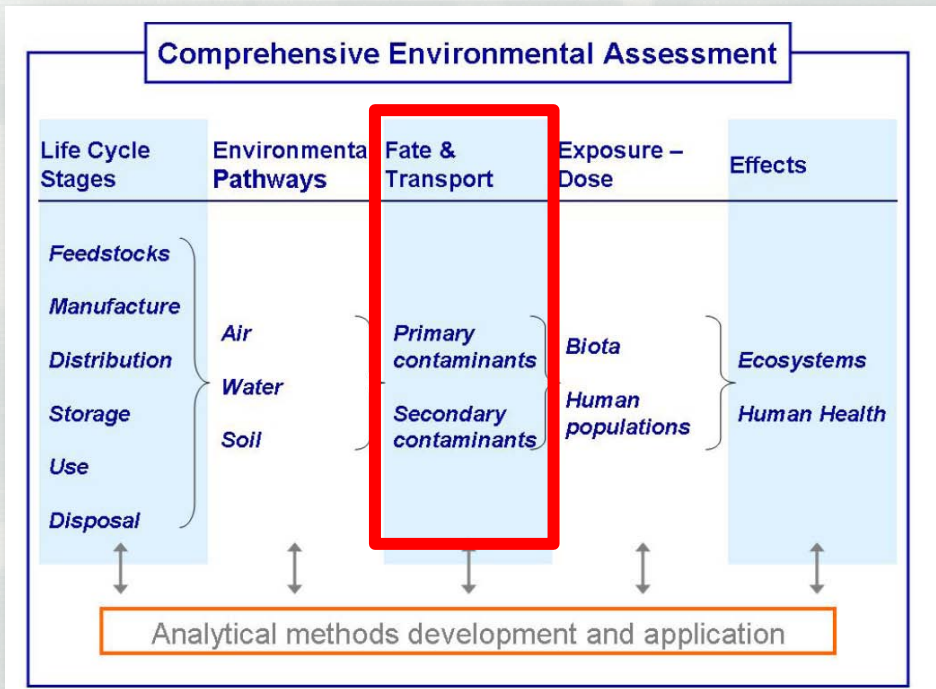 Comprehensive Environmental Assessment
Life Cycle
Stages
Feedstocks
Manufacture
Distribution
Storage
Use
Disposal
Environmenta
Pathways
Air
Water
Soil
Fate &
Transport
Primary
contaminants
Secondary
contaminants
Exposure –
Dose
Biota
Human
populations
Effects
Ecosystems
Human Health
Analytical methods development and application